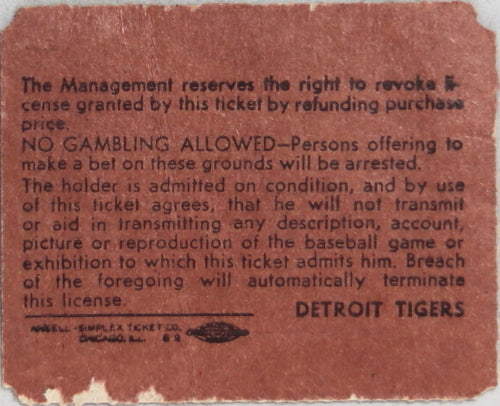 The Management reserves the right to revoke li-
cense granted by this ticket by refunding purchase
price.
NO GAMBLING ALLOWED—Persons offering to
make a bet on these grounds will be arrested.
The holder is admitted on condition, and by use
of this ticket agrees, that he will not transmit
or aid in transmitting any description, account,
picture or reproduction of the baseball game or
exhibition to which this ticket admits him. Breach
of the foregoing will automatically terminate
this license.
DETROIT TIGERS
ANSELL-SIMPLEX TICKET CO.
CHICAGO, ILL.